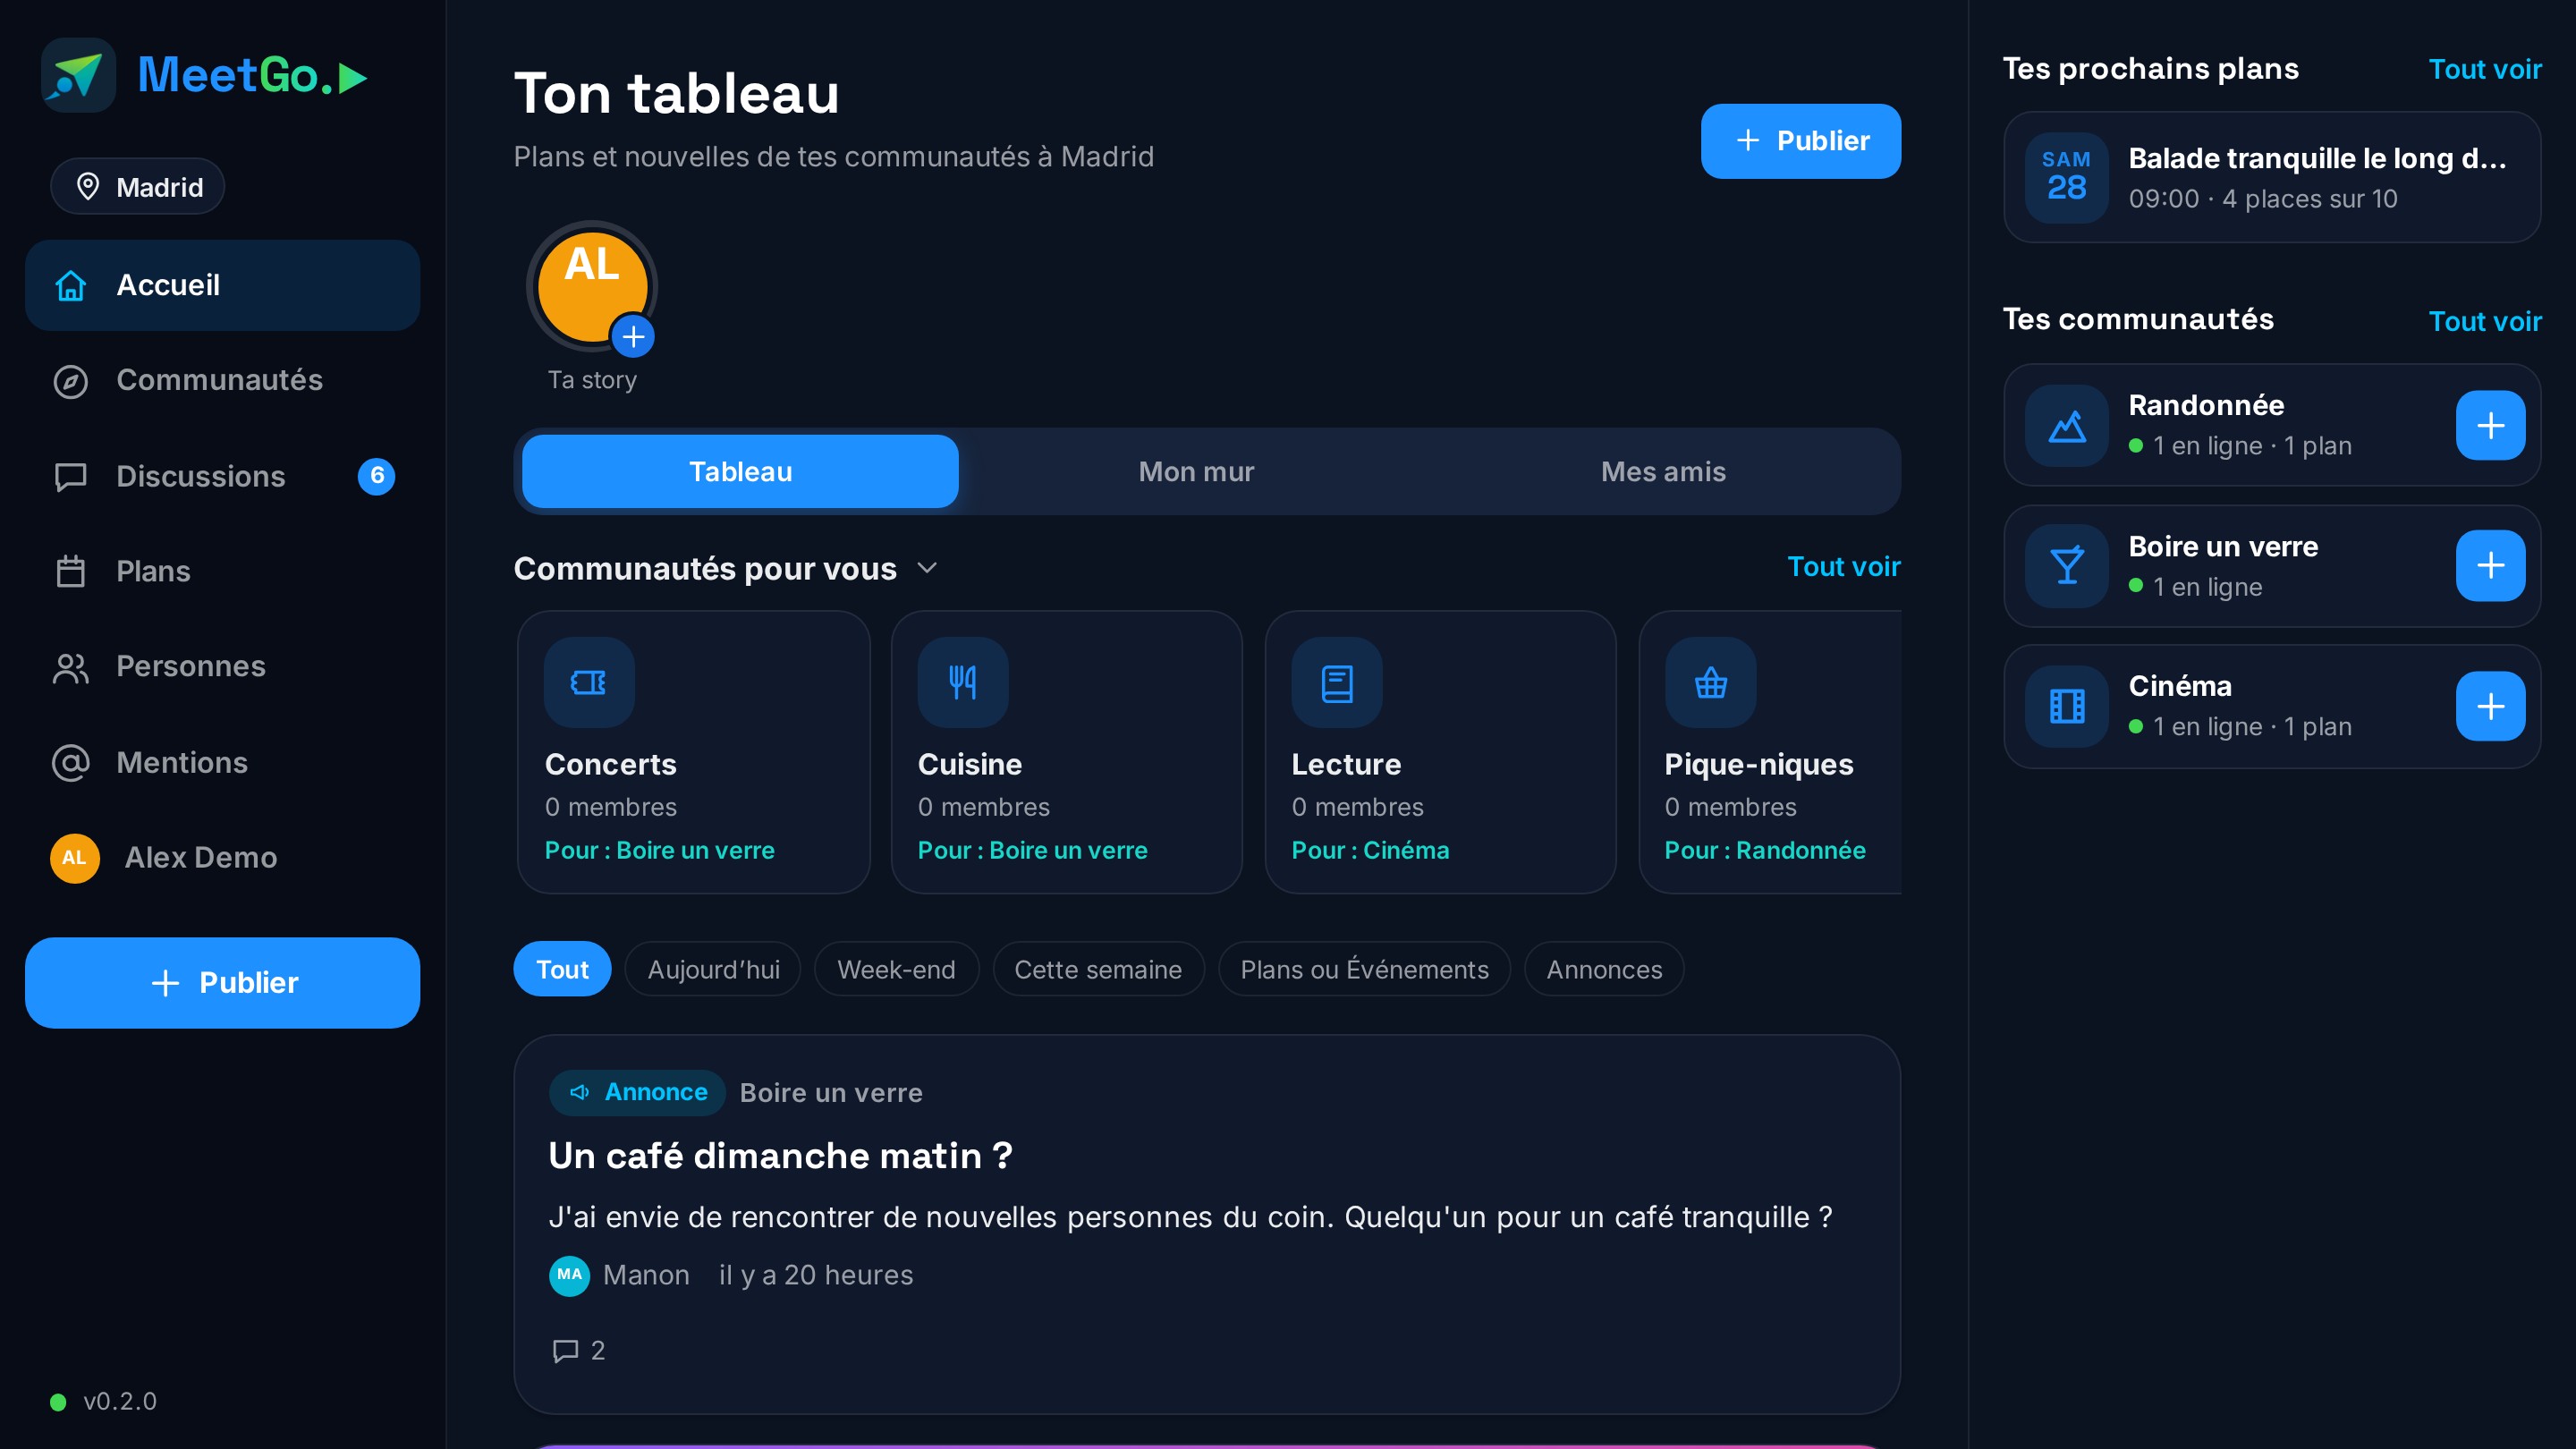 MeetGo.
Madrid
Accueil
Communautés
Discussions
6
Plans
Personnes
Mentions
AL
Alex Demo
Publier
v0.2.0
Ton tableau
Plans et nouvelles de tes communautés à Madrid
Publier
AL
Ta story
Tableau
Mon mur
Mes amis
Communautés pour vous
Tout voir
Concerts
0 membres
Pour : Boire un verre
Cuisine
0 membres
Pour : Boire un verre
Lecture
0 membres
Pour : Cinéma
Pique-niques
0 membres
Pour : Randonnée
Tout
Aujourd’hui
Week-end
Cette semaine
Plans ou Événements
Annonces
Annonce
Boire un verre
Un café dimanche matin ?
J'ai envie de rencontrer de nouvelles personnes du coin. Quelqu'un pour un café tranquille ?
MA
Manon
il y a 20 heures
2
Tes prochains plans
Tout voir
SAM
28
Balade tranquille le long d...
09:00 · 4 places sur 10
Tes communautés
Tout voir
Randonnée
1 en ligne · 1 plan
Boire un verre
1 en ligne
Cinéma
1 en ligne · 1 plan